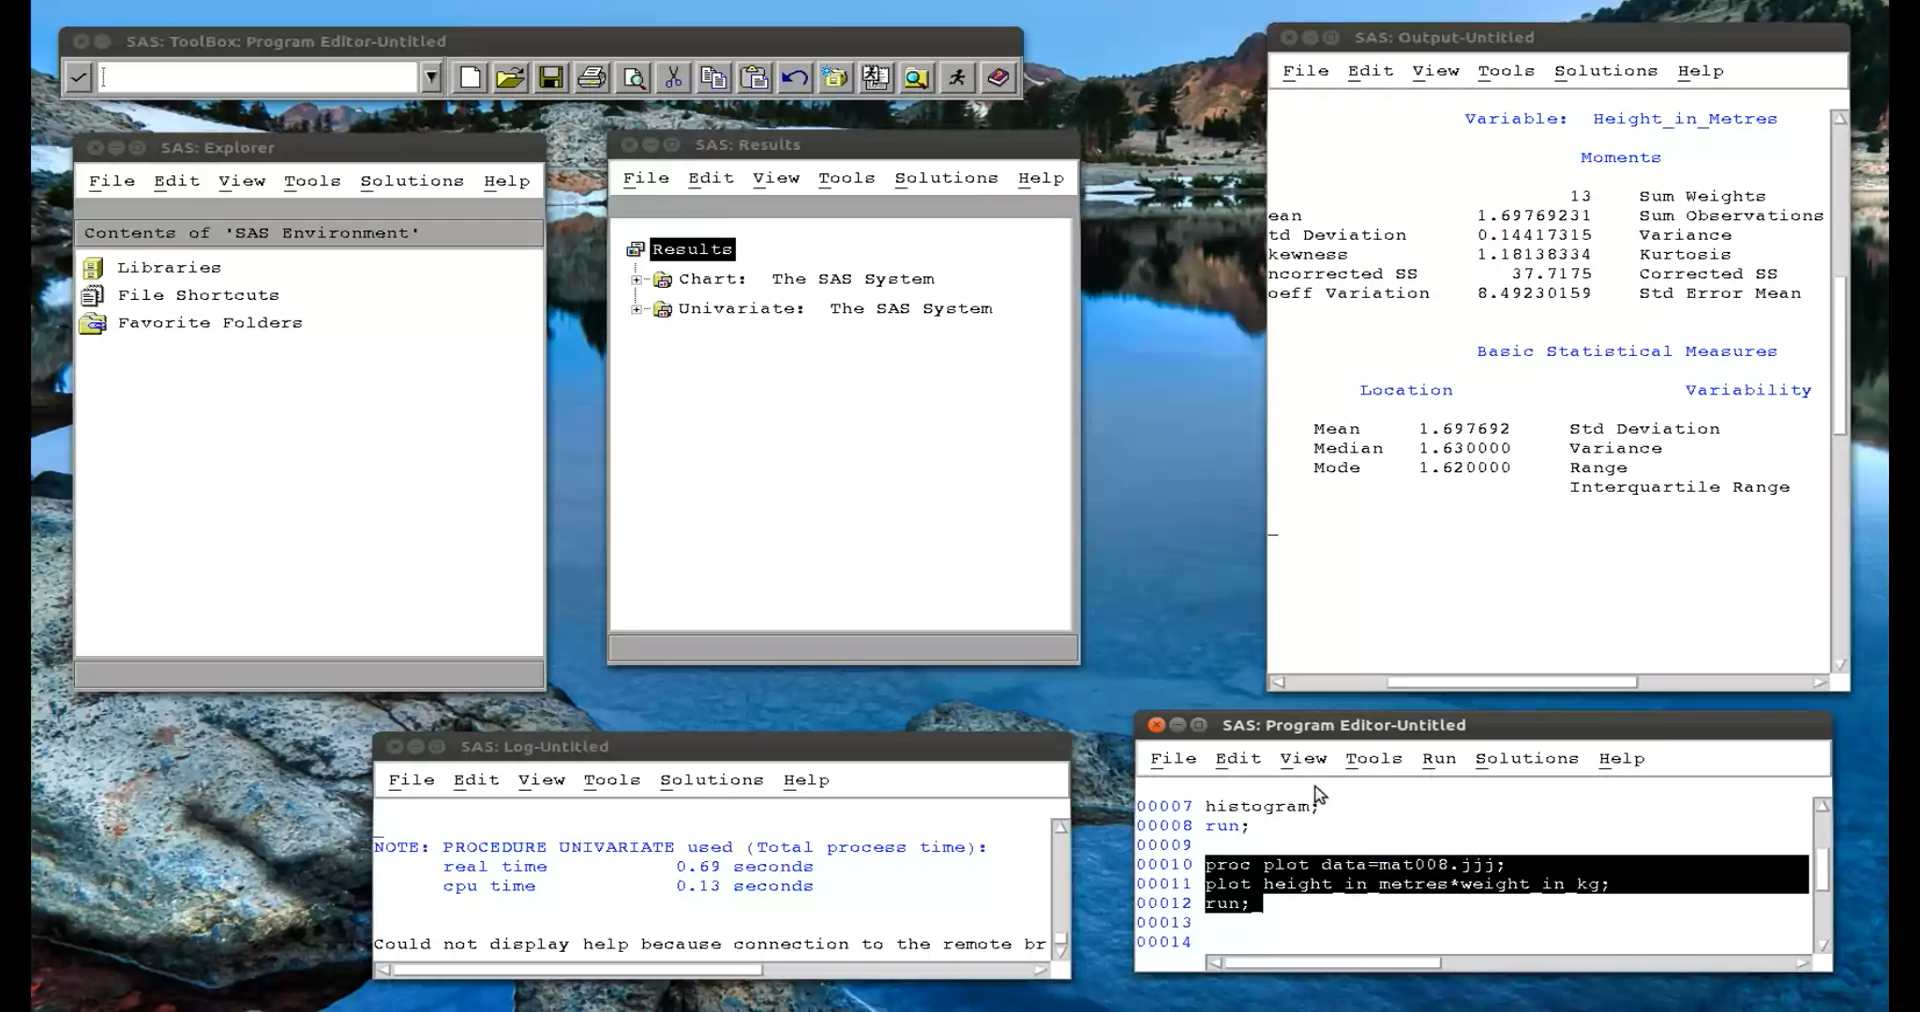 SAS: ToolBox: Program Editor-Untitled
SAS: Explorer
File Edit View Tools Solutions Help
Contents of 'SAS Environment'
Libraries
File Shortcuts
Favorite Folders
SAS: Results
File Edit View Tools Solutions Help
Results
Chart: The SAS System
Univariate: The SAS System
SAS: Output-Untitled
File Edit View Tools Solutions Help
Variable: Height_in_Metres
Moments
13 Sum Weights
ean 1.69769231 Sum Observations
td Deviation 0.14417315 Variance
kewness 1.18138334 Kurtosis
ncorrected SS 37.7175 Corrected SS
oeff Variation 8.49230159 Std Error Mean
Basic Statistical Measures
Location Variability
Mean 1.697692 Std Deviation
Median 1.630000 Variance
Mode 1.620000 Range
Interquartile Range
SAS: Log-Untitled
File Edit View Tools Solutions Help
NOTE: PROCEDURE UNIVARIATE used (Total process time):
real time 0.69 seconds
cpu time 0.13 seconds
Could not display help because connection to the remote br
SAS: Program Editor-Untitled
File Edit View Tools Run Solutions Help
00007 histogram;
00008 run;
00009
00010 proc plot data=mat008.jjj;
00011 plot height_in_metres*weight_in_kg;
00012 run;
00013
00014